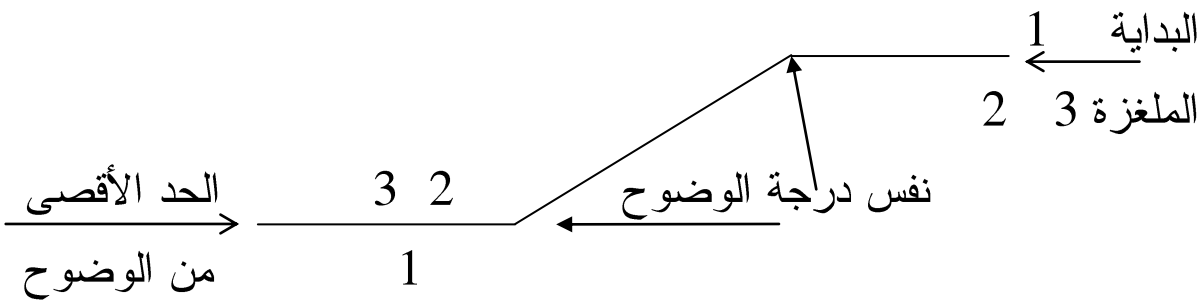 البداية 1
الملغزة 3 2
نفس درجة الوضوح
2 3
الحد الأقصى
1
من الوضوح